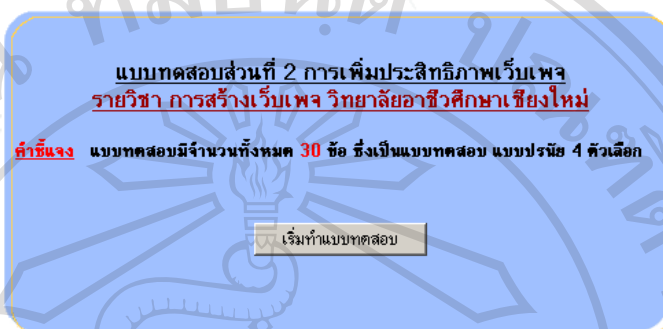 แบบทดสอบส่วนที่ 2 การเพิ่มประสิทธิภาพเว็บเพจ
รายวิชา การสร้างเว็บเพจ วิทยาลัยอาชีวศึกษาเชียงใหม่
คำชี้แจง แบบทดสอบมีจำนวนทั้งหมด 30 ข้อ ซึ่งเป็นแบบทดสอบ แบบปรนัย 4 ตัวเลือก
เริ่มทำแบบทดสอบ